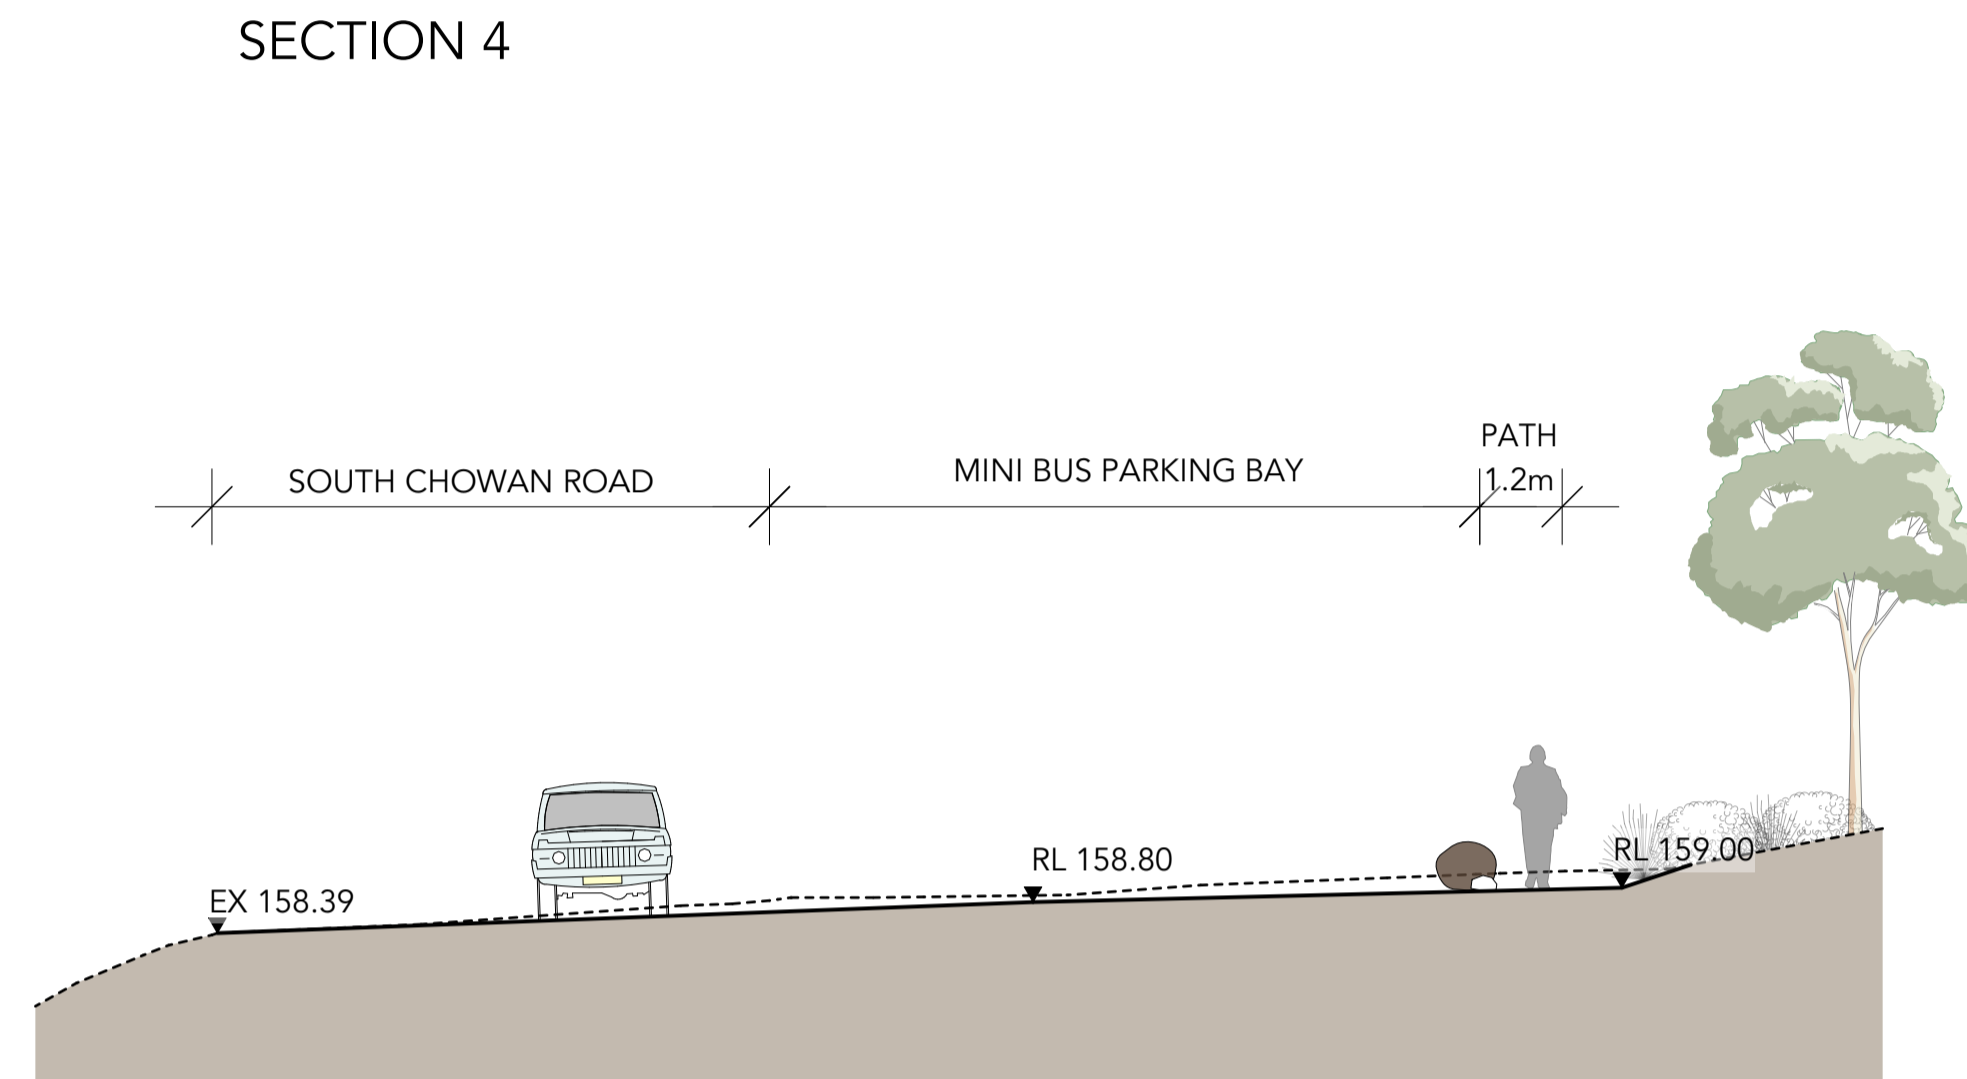 SECTION 4
PATH
SOUTH CHOWAN ROAD
MINI BUS PARKING BAY
1.2m
RL 158.80
RL 159.00
EX 158.39